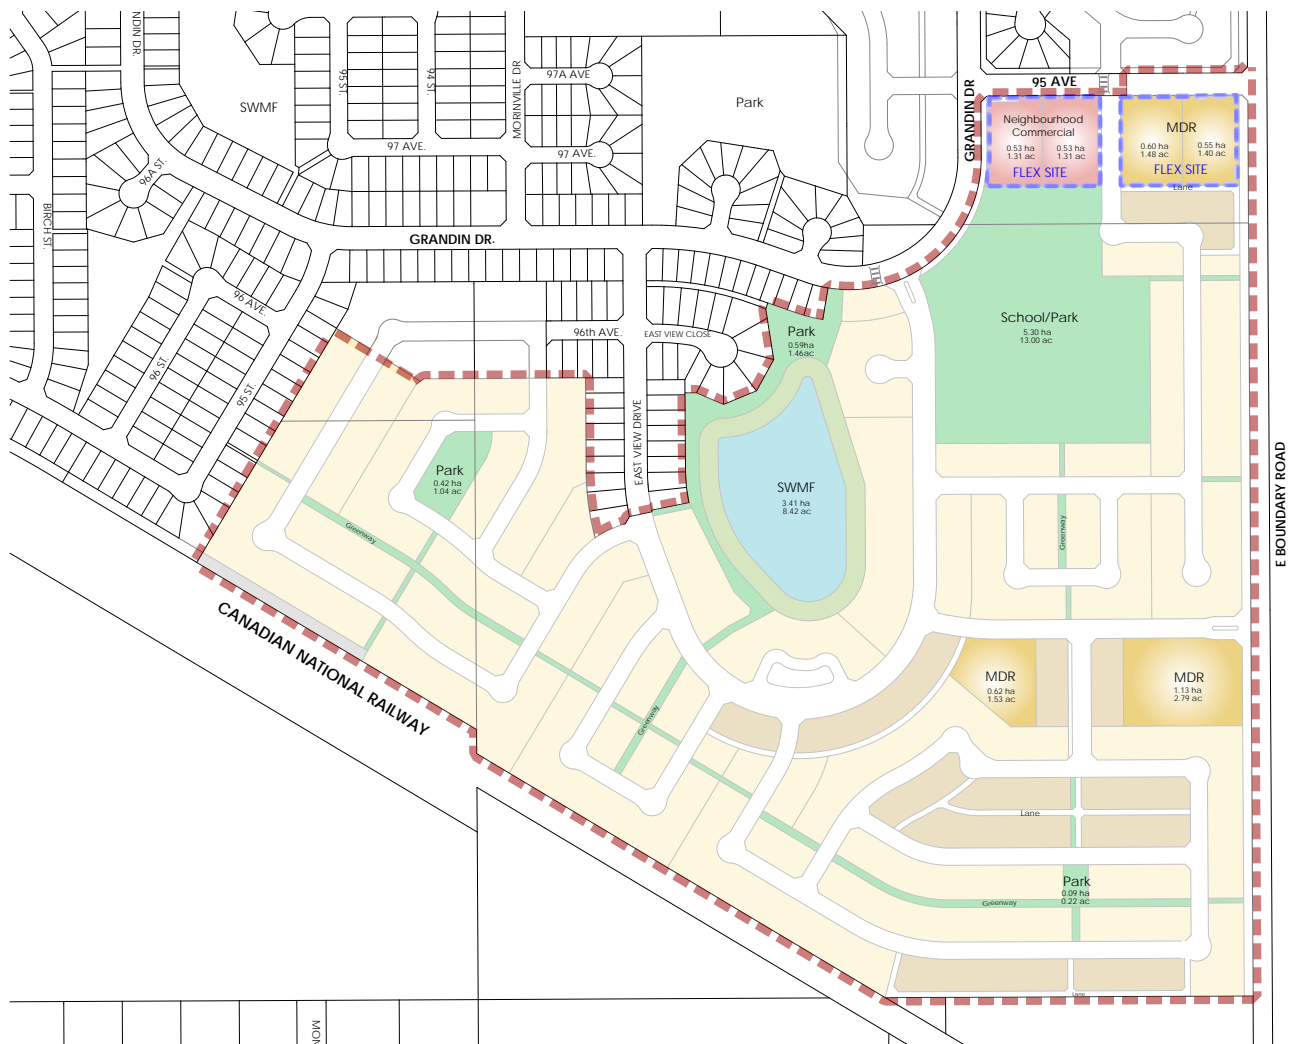 NDIN DR.
SWMF
95 ST.
94 ST.
MORINVILLE DR
97A AVE
97 AVE.
97 AVE.
Park
GRANDIN DR
95 AVE
Neighbourhood
Commercial
0.53 ha
1.31 ac
0.53 ha
1.31 ac
FLEX SITE
MDR
0.60 ha
1.48 ac
0.55 ha
1.40 ac
FLEX SITE
Lane
96A ST.
BIRCH ST.
GRANDIN DR.
96 AVE.
96 ST.
95 ST.
96th AVE.
EAST VIEW CLOSE
EAST VIEW DRIVE
Park
0.59ha
1.46ac
School/Park
5.30 ha
13.00 ac
Park
0.42 ha
1.04 ac
SWMF
3.41 ha
8.42 ac
E BOUNDARY ROAD
Greenway
Greenway
CANADIAN NATIONAL RAILWAY
MDR
0.62 ha
1.53 ac
MDR
1.13 ha
2.79 ac
Greenway
Lane
Park
0.09 ha
0.22 ac
Greenway
Lane
MON